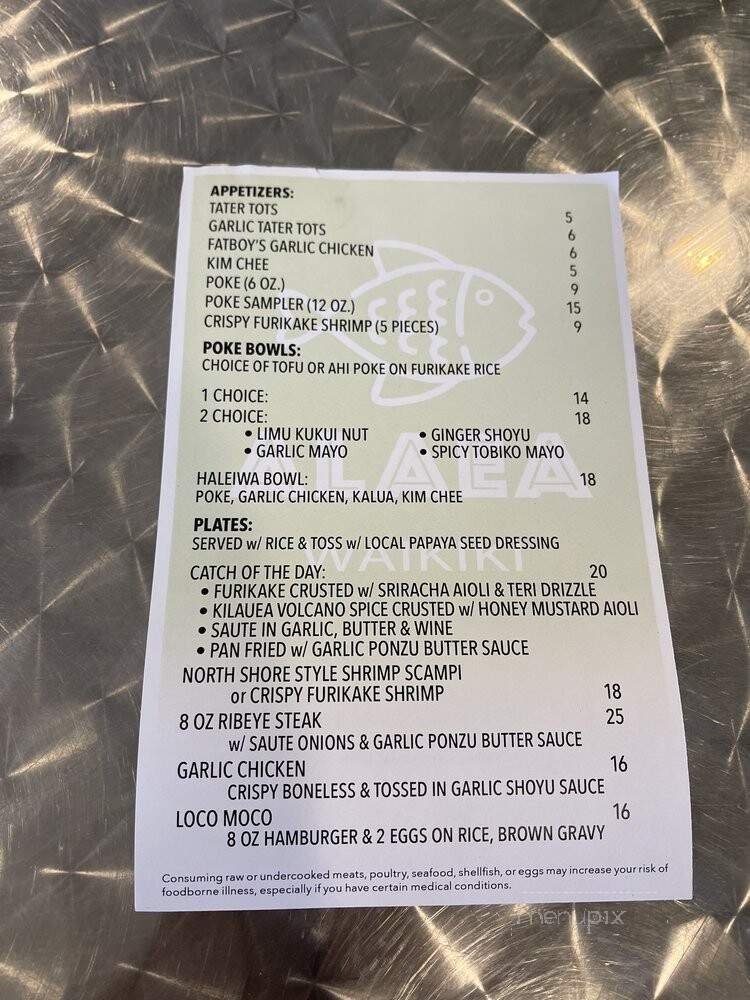 APPETIZERS:
TATER TOTS 5
GARLIC TATER TOTS 6
FATBOY'S GARLIC CHICKEN 6
KIM CHEE 5
POKE (6 OZ.) 9
POKE SAMPLER (12 OZ.) 15
CRISPY FURIKAKE SHRIMP (5 PIECES) 9
POKE BOWLS:
CHOICE OF TOFU OR AHI POKE ON FURIKAKE RICE
1 CHOICE: 14
2 CHOICE: 18
• LIMU KUKUI NUT • GINGER SHOYU
• GARLIC MAYO • SPICY TOBIKO MAYO
ALAEA
HALEIWA BOWL: 18
POKE, GARLIC CHICKEN, KALUA, KIM CHEE
PLATES:
SERVED w/ RICE & TOSS w/ LOCAL PAPAYA SEED DRESSING
WAIKIKI
CATCH OF THE DAY: 20
• FURIKAKE CRUSTED w/ SRIRACHA AIOLI & TERI DRIZZLE
• KILAUEA VOLCANO SPICE CRUSTED w/ HONEY MUSTARD AIOLI
• SAUTE IN GARLIC, BUTTER & WINE
• PAN FRIED w/ GARLIC PONZU BUTTER SAUCE
NORTH SHORE STYLE SHRIMP SCAMPI
or CRISPY FURIKAKE SHRIMP 18
8 OZ RIBEYE STEAK 25
w/ SAUTE ONIONS & GARLIC PONZU BUTTER SAUCE
GARLIC CHICKEN 16
CRISPY BONELESS & TOSSED IN GARLIC SHOYU SAUCE
LOCO MOCO 16
8 OZ HAMBURGER & 2 EGGS ON RICE, BROWN GRAVY
Consuming raw or undercooked meats, poultry, seafood, shellfish, or eggs may increase your risk of
foodborne illness, especially if you have certain medical conditions.
menupix